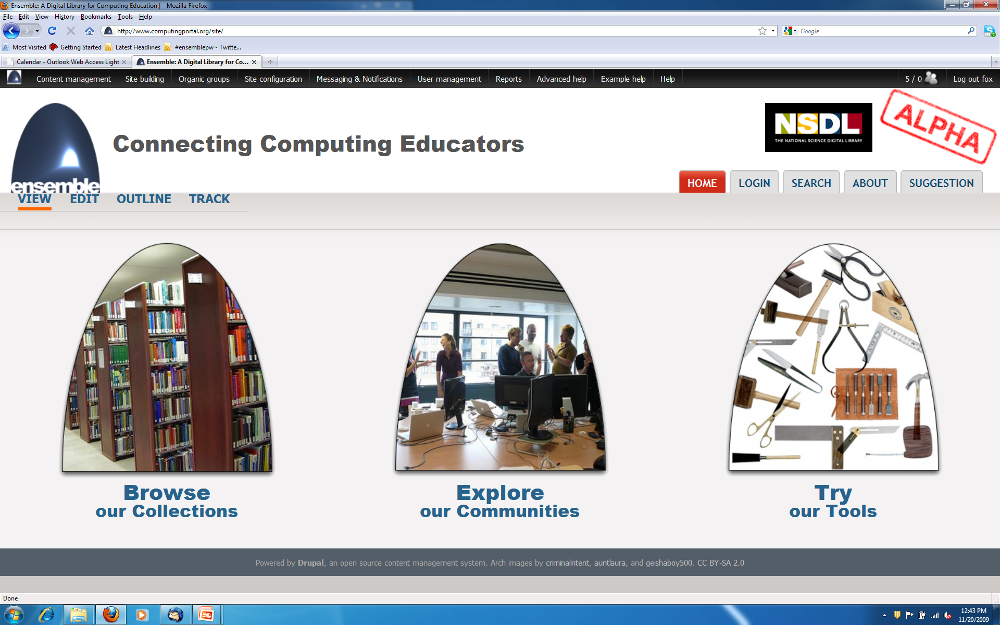 Ensemble: A Digital Library for Computing Education | - Mozilla Firefox
File Edit View History Bookmarks Tools Help
http://www.computingportal.org/site/
Google
Most Visited Getting Started Latest Headlines #ensemblepw - Twitte...
Calendar - Outlook Web Access Light Ensemble: A Digital Library for Co...
Content management Site building Organic groups Site configuration Messaging & Notifications User management Reports Advanced help Example help Help 5 / 0 Log out fox
ensemble
Connecting Computing Educators
NSDL
THE NATIONAL SCIENCE DIGITAL LIBRARY
ALPHA
HOME LOGIN SEARCH ABOUT SUGGESTION
VIEW EDIT OUTLINE TRACK
Browse
our Collections
Explore
our Communities
Try
our Tools
Powered by Drupal, an open source content management system. Arch images by criminalintent, auntlaura, and geishaboy500. CC BY-SA 2.0
Done
12:43 PM
11/20/2009